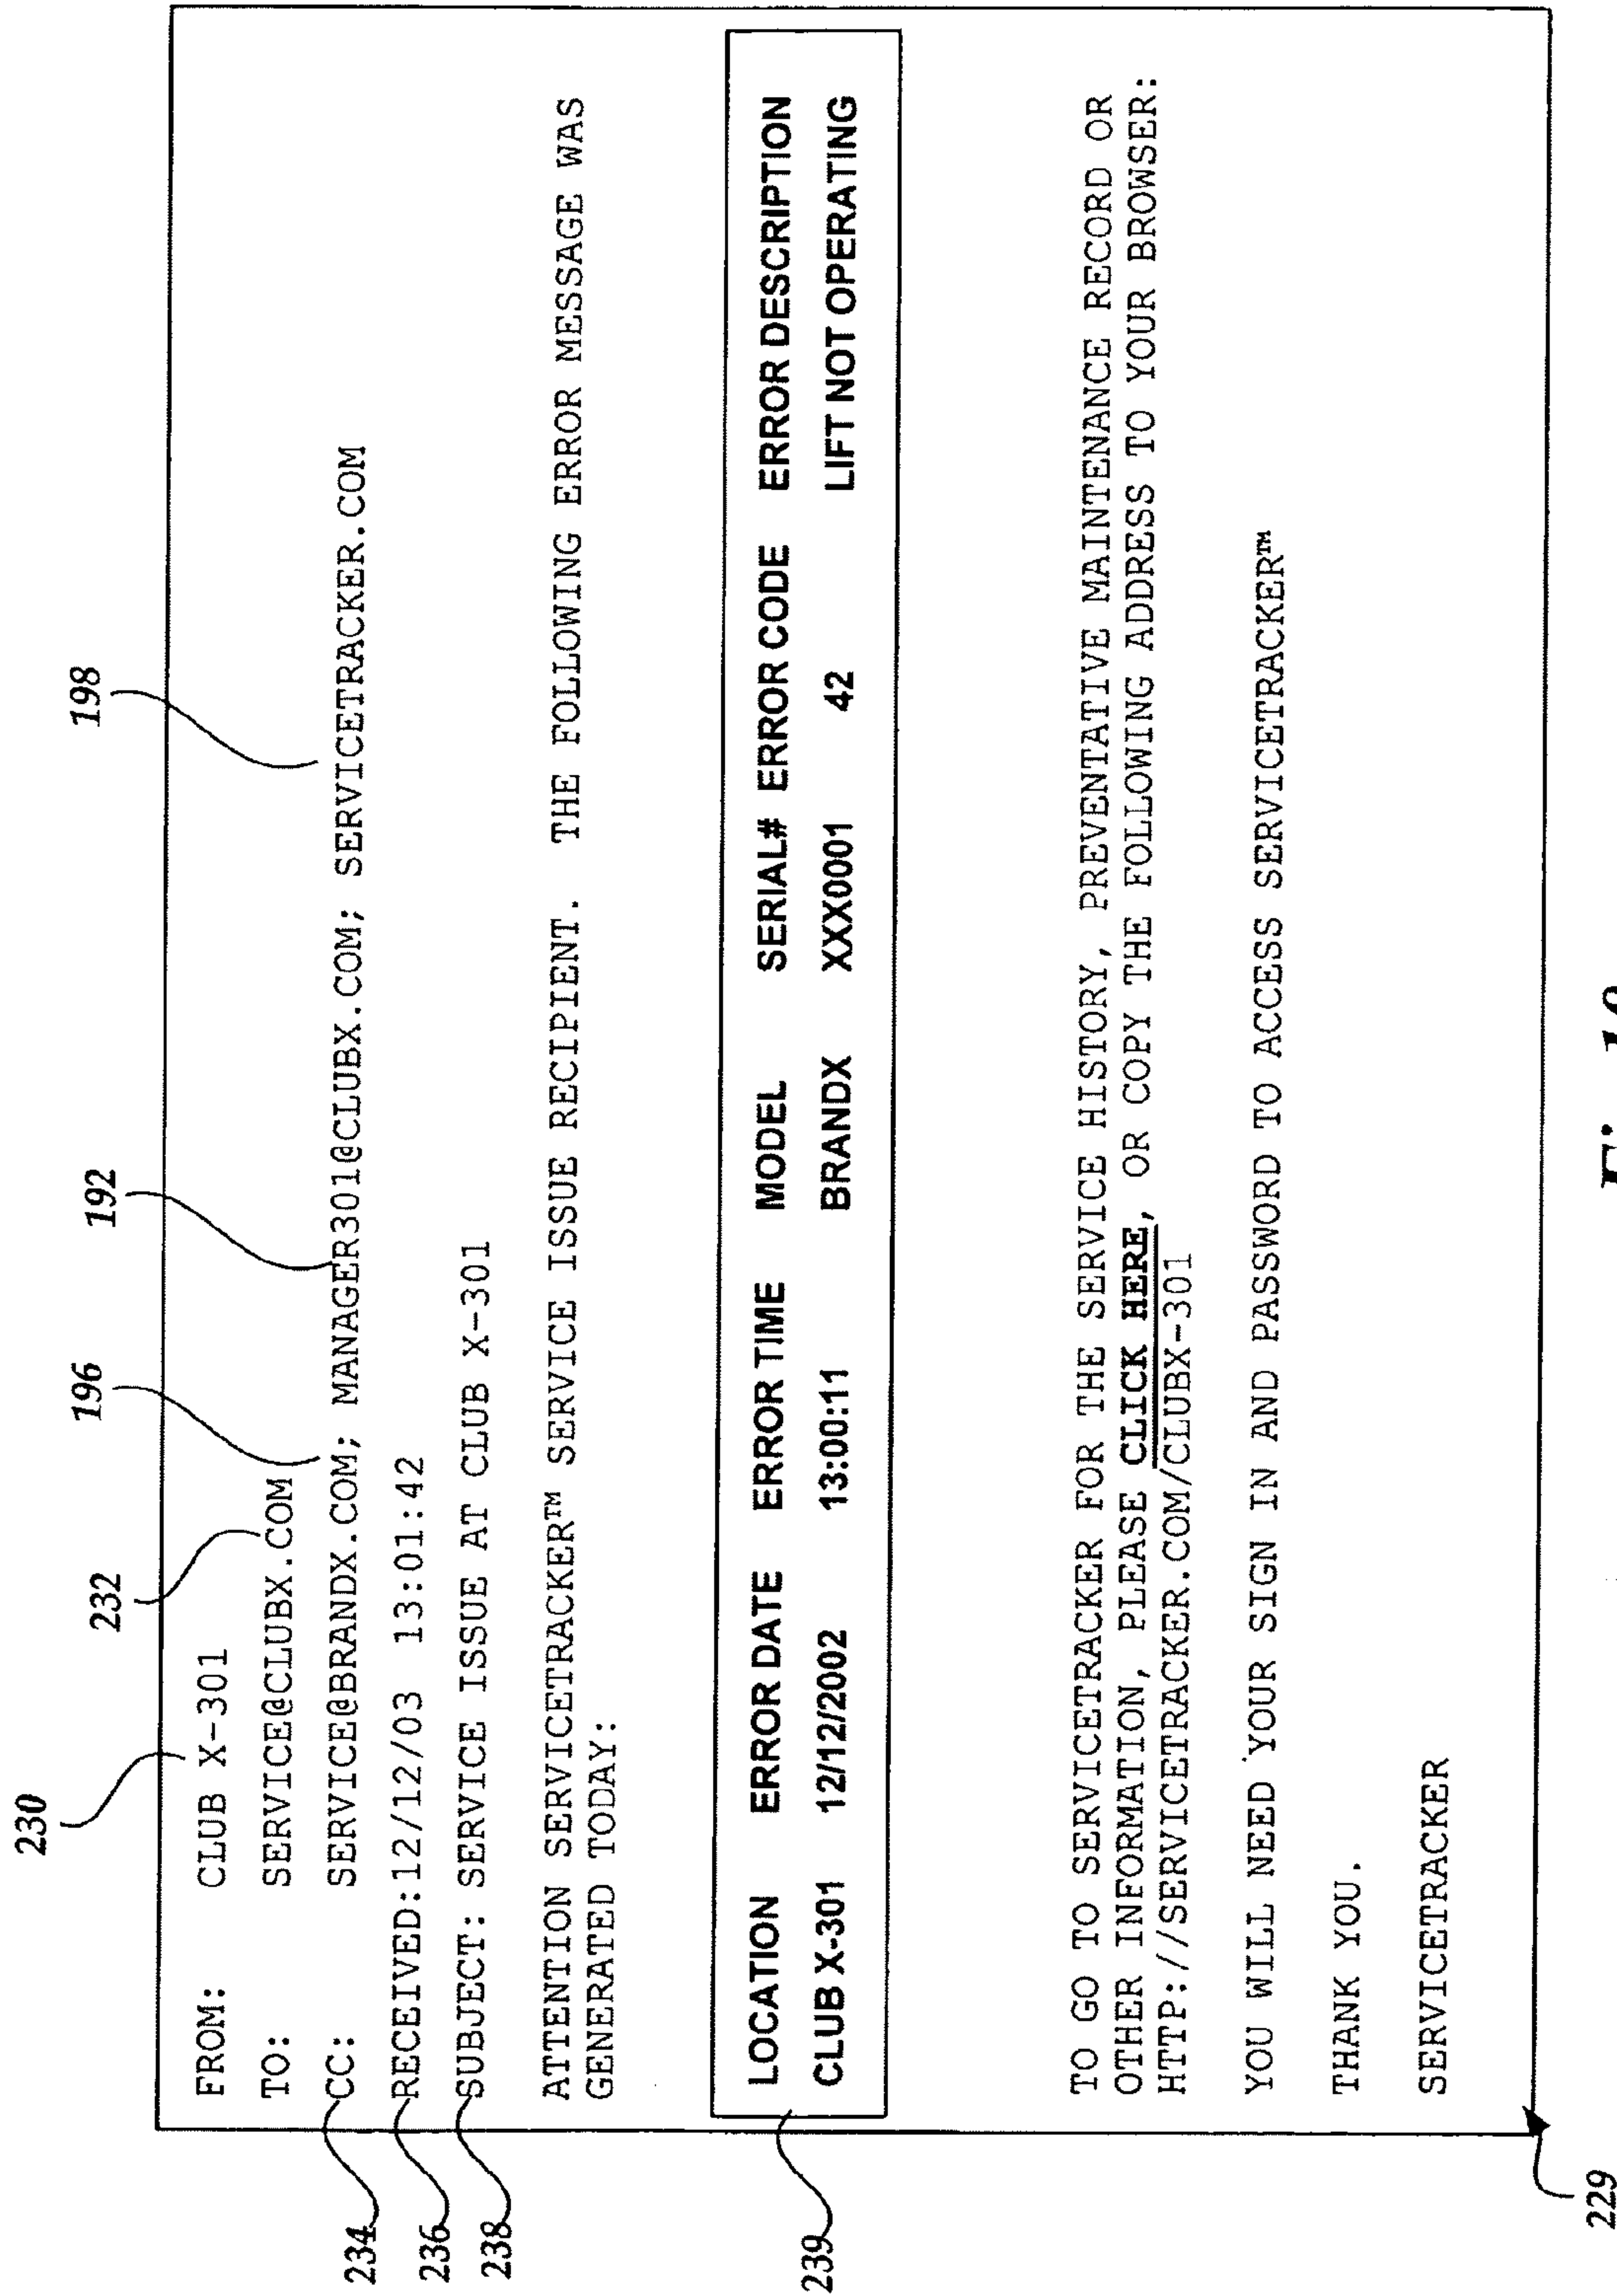 198
192
196
232
230
FROM: CLUB X-301
TO: SERVICE@CLUBX.COM
234
CC: SERVICE@BRANDX.COM; MANAGER301@CLUBX.COM; SERVICETRACKER.COM
236
RECEIVED:12/12/03 13:01:42
238
SUBJECT: SERVICE ISSUE AT CLUB X-301
ATTENTION SERVICETRACKER™ SERVICE ISSUE RECIPIENT. THE FOLLOWING ERROR MESSAGE WAS
GENERATED TODAY:
239
LOCATION ERROR DATE ERROR TIME MODEL SERIAL# ERROR CODE ERROR DESCRIPTION
CLUB X-301 12/12/2002 13:00:11 BRANDX XXX0001 42 LIFT NOT OPERATING
TO GO TO SERVICETRACKER FOR THE SERVICE HISTORY, PREVENTATIVE MAINTENANCE RECORD OR
OTHER INFORMATION, PLEASE CLICK HERE, OR COPY THE FOLLOWING ADDRESS TO YOUR BROWSER:
HTTP://SERVICETRACKER.COM/CLUBX-301
YOU WILL NEED YOUR SIGN IN AND PASSWORD TO ACCESS SERVICETRACKER™
THANK YOU.
SERVICETRACKER
229